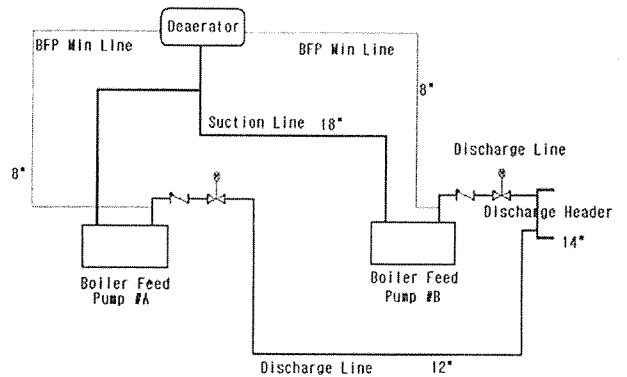 Deaerator
BFP Min Line
BFP Min Line
8"
Suction Line 18"
Discharge Line
M
M
8"
Discharge Header
14"
Boiler Feed
Pump #A
Boiler Feed
Pump #B
Discharge Line 12"